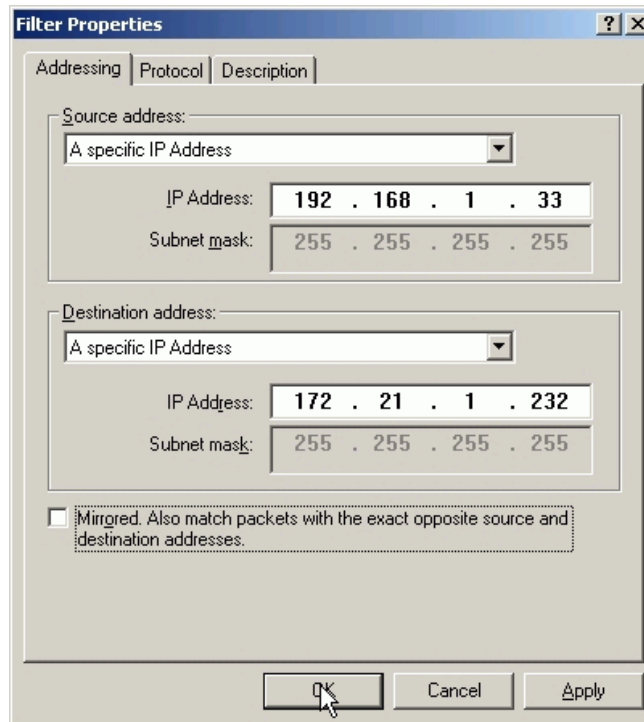 Filter Properties
Addressing Protocol Description
Source address:
A specific IP Address
IP Address: 192 . 168 . 1 . 33
Subnet mask: 255 . 255 . 255 . 255
Destination address:
A specific IP Address
IP Address: 172 . 21 . 1 . 232
Subnet mask: 255 . 255 . 255 . 255
Mirrored. Also match packets with the exact opposite source and
destination addresses.
OK Cancel Apply